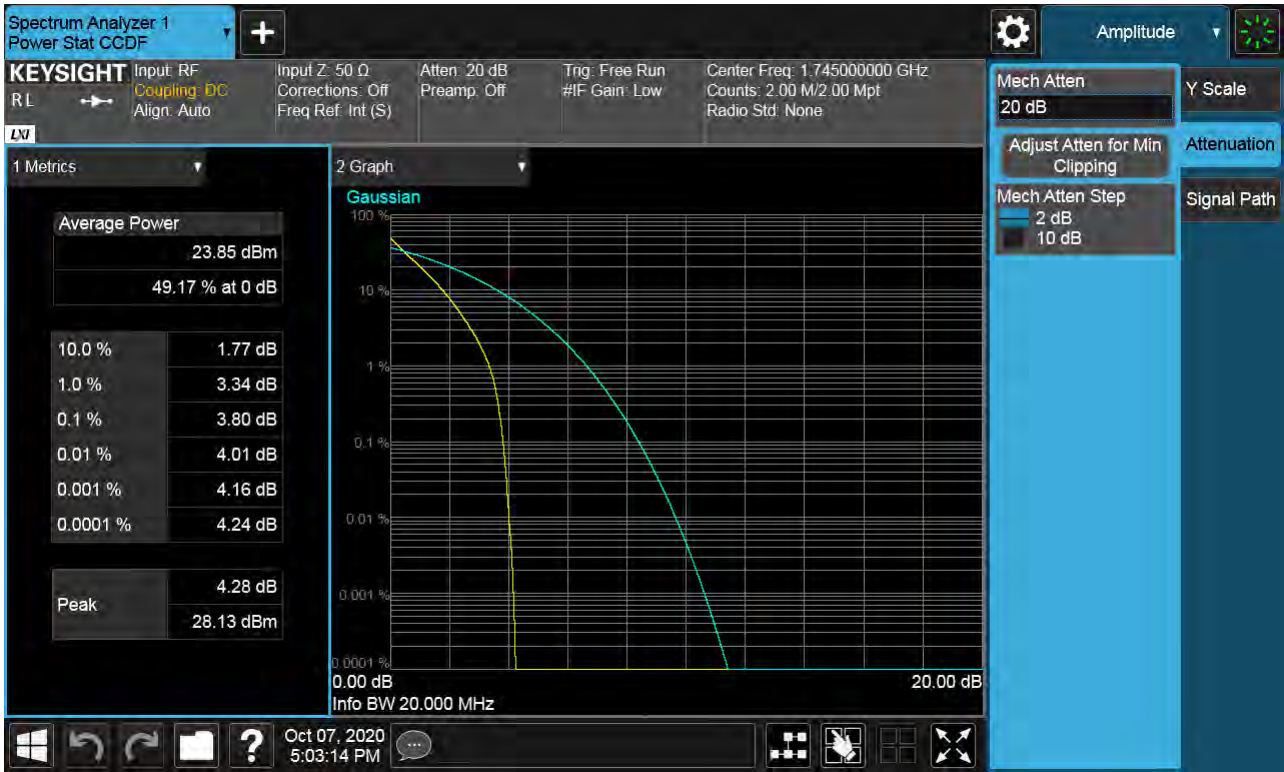 Spectrum Analyzer 1
Power Stat CCDF
Amplitude
KEYSIGHT
RL
LXI
Input: RF
Coupling: DC
Align: Auto
Input Z: 50 Ω
Corrections: Off
Freq Ref: Int (S)
Atten: 20 dB
Preamp: Off
Trig: Free Run
#IF Gain: Low
Center Freq: 1.745000000 GHz
Counts: 2.00 M/2.00 Mpt
Radio Std: None
1 Metrics
Average Power
23.85 dBm
49.17 % at 0 dB
10.0 % 1.77 dB
1.0 % 3.34 dB
0.1 % 3.80 dB
0.01 % 4.01 dB
0.001 % 4.16 dB
0.0001 % 4.24 dB
Peak
4.28 dB
28.13 dBm
2 Graph
Gaussian
100 %
10 %
1 %
0.1 %
0.01 %
0.001 %
0.0001 %
0.00 dB 20.00 dB
Info BW 20.000 MHz
Mech Atten
20 dB
Adjust Atten for Min
Clipping
Mech Atten Step
2 dB
10 dB
Y Scale
Attenuation
Signal Path
?
Oct 07, 2020
5:03:14 PM